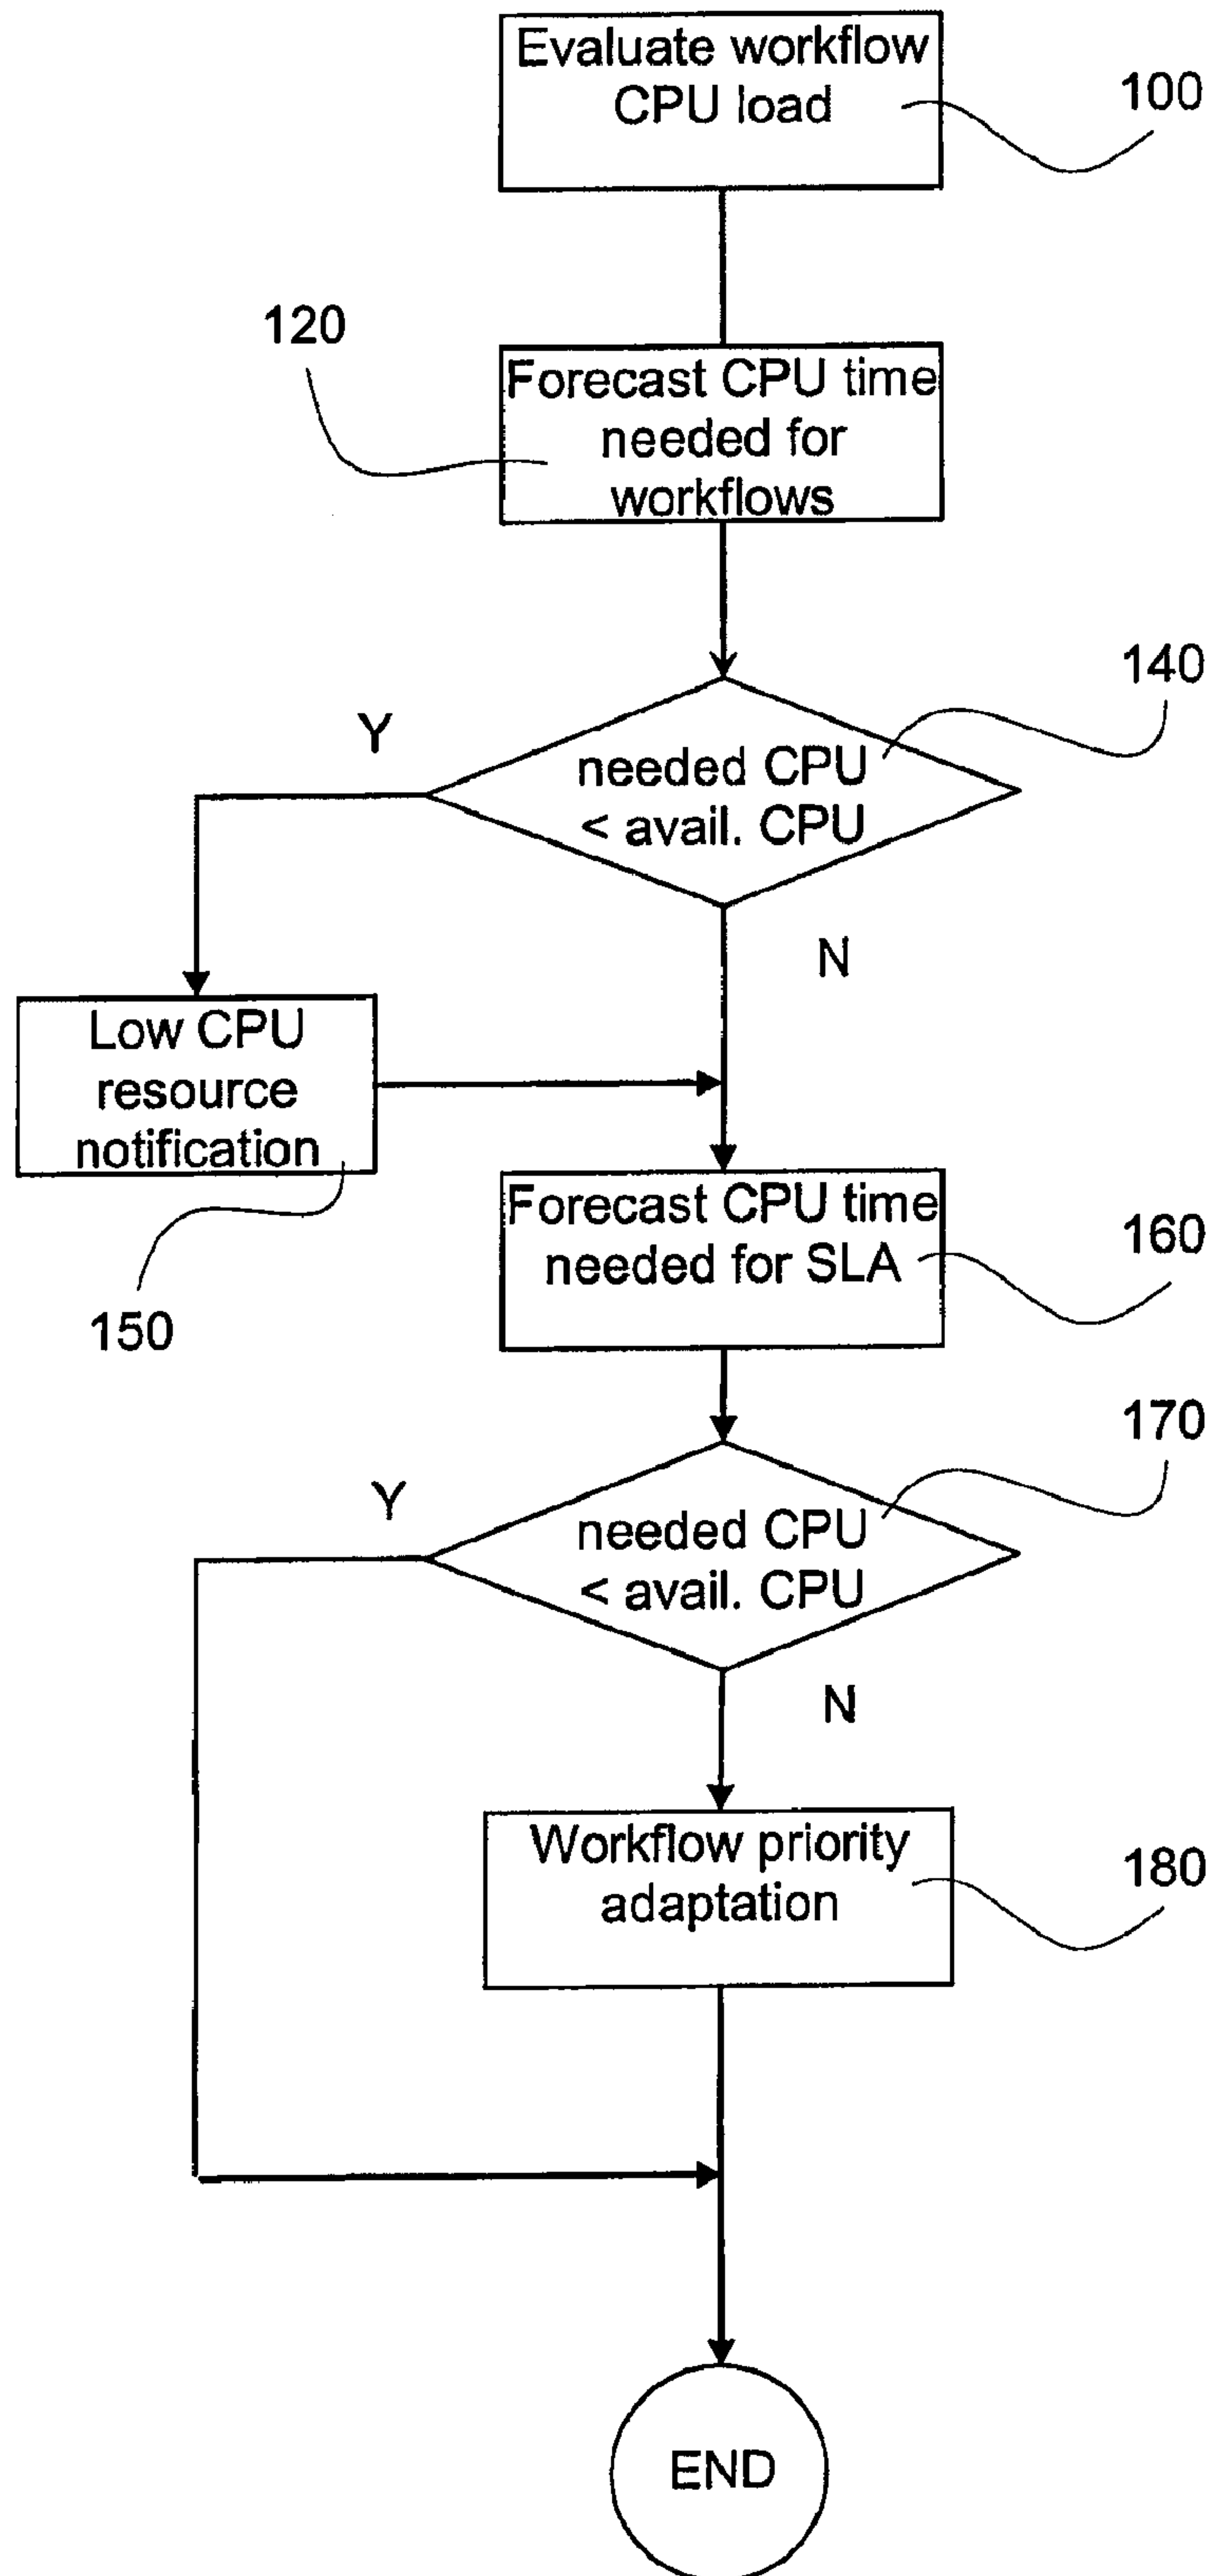 Evaluate workflow
CPU load
100
120
Forecast CPU time
needed for
workflows
140
Y
needed CPU
< avail. CPU
N
Low CPU
resource
notification
150
Forecast CPU time
needed for SLA
160
170
Y
needed CPU
< avail. CPU
N
Workflow priority
adaptation
180
END